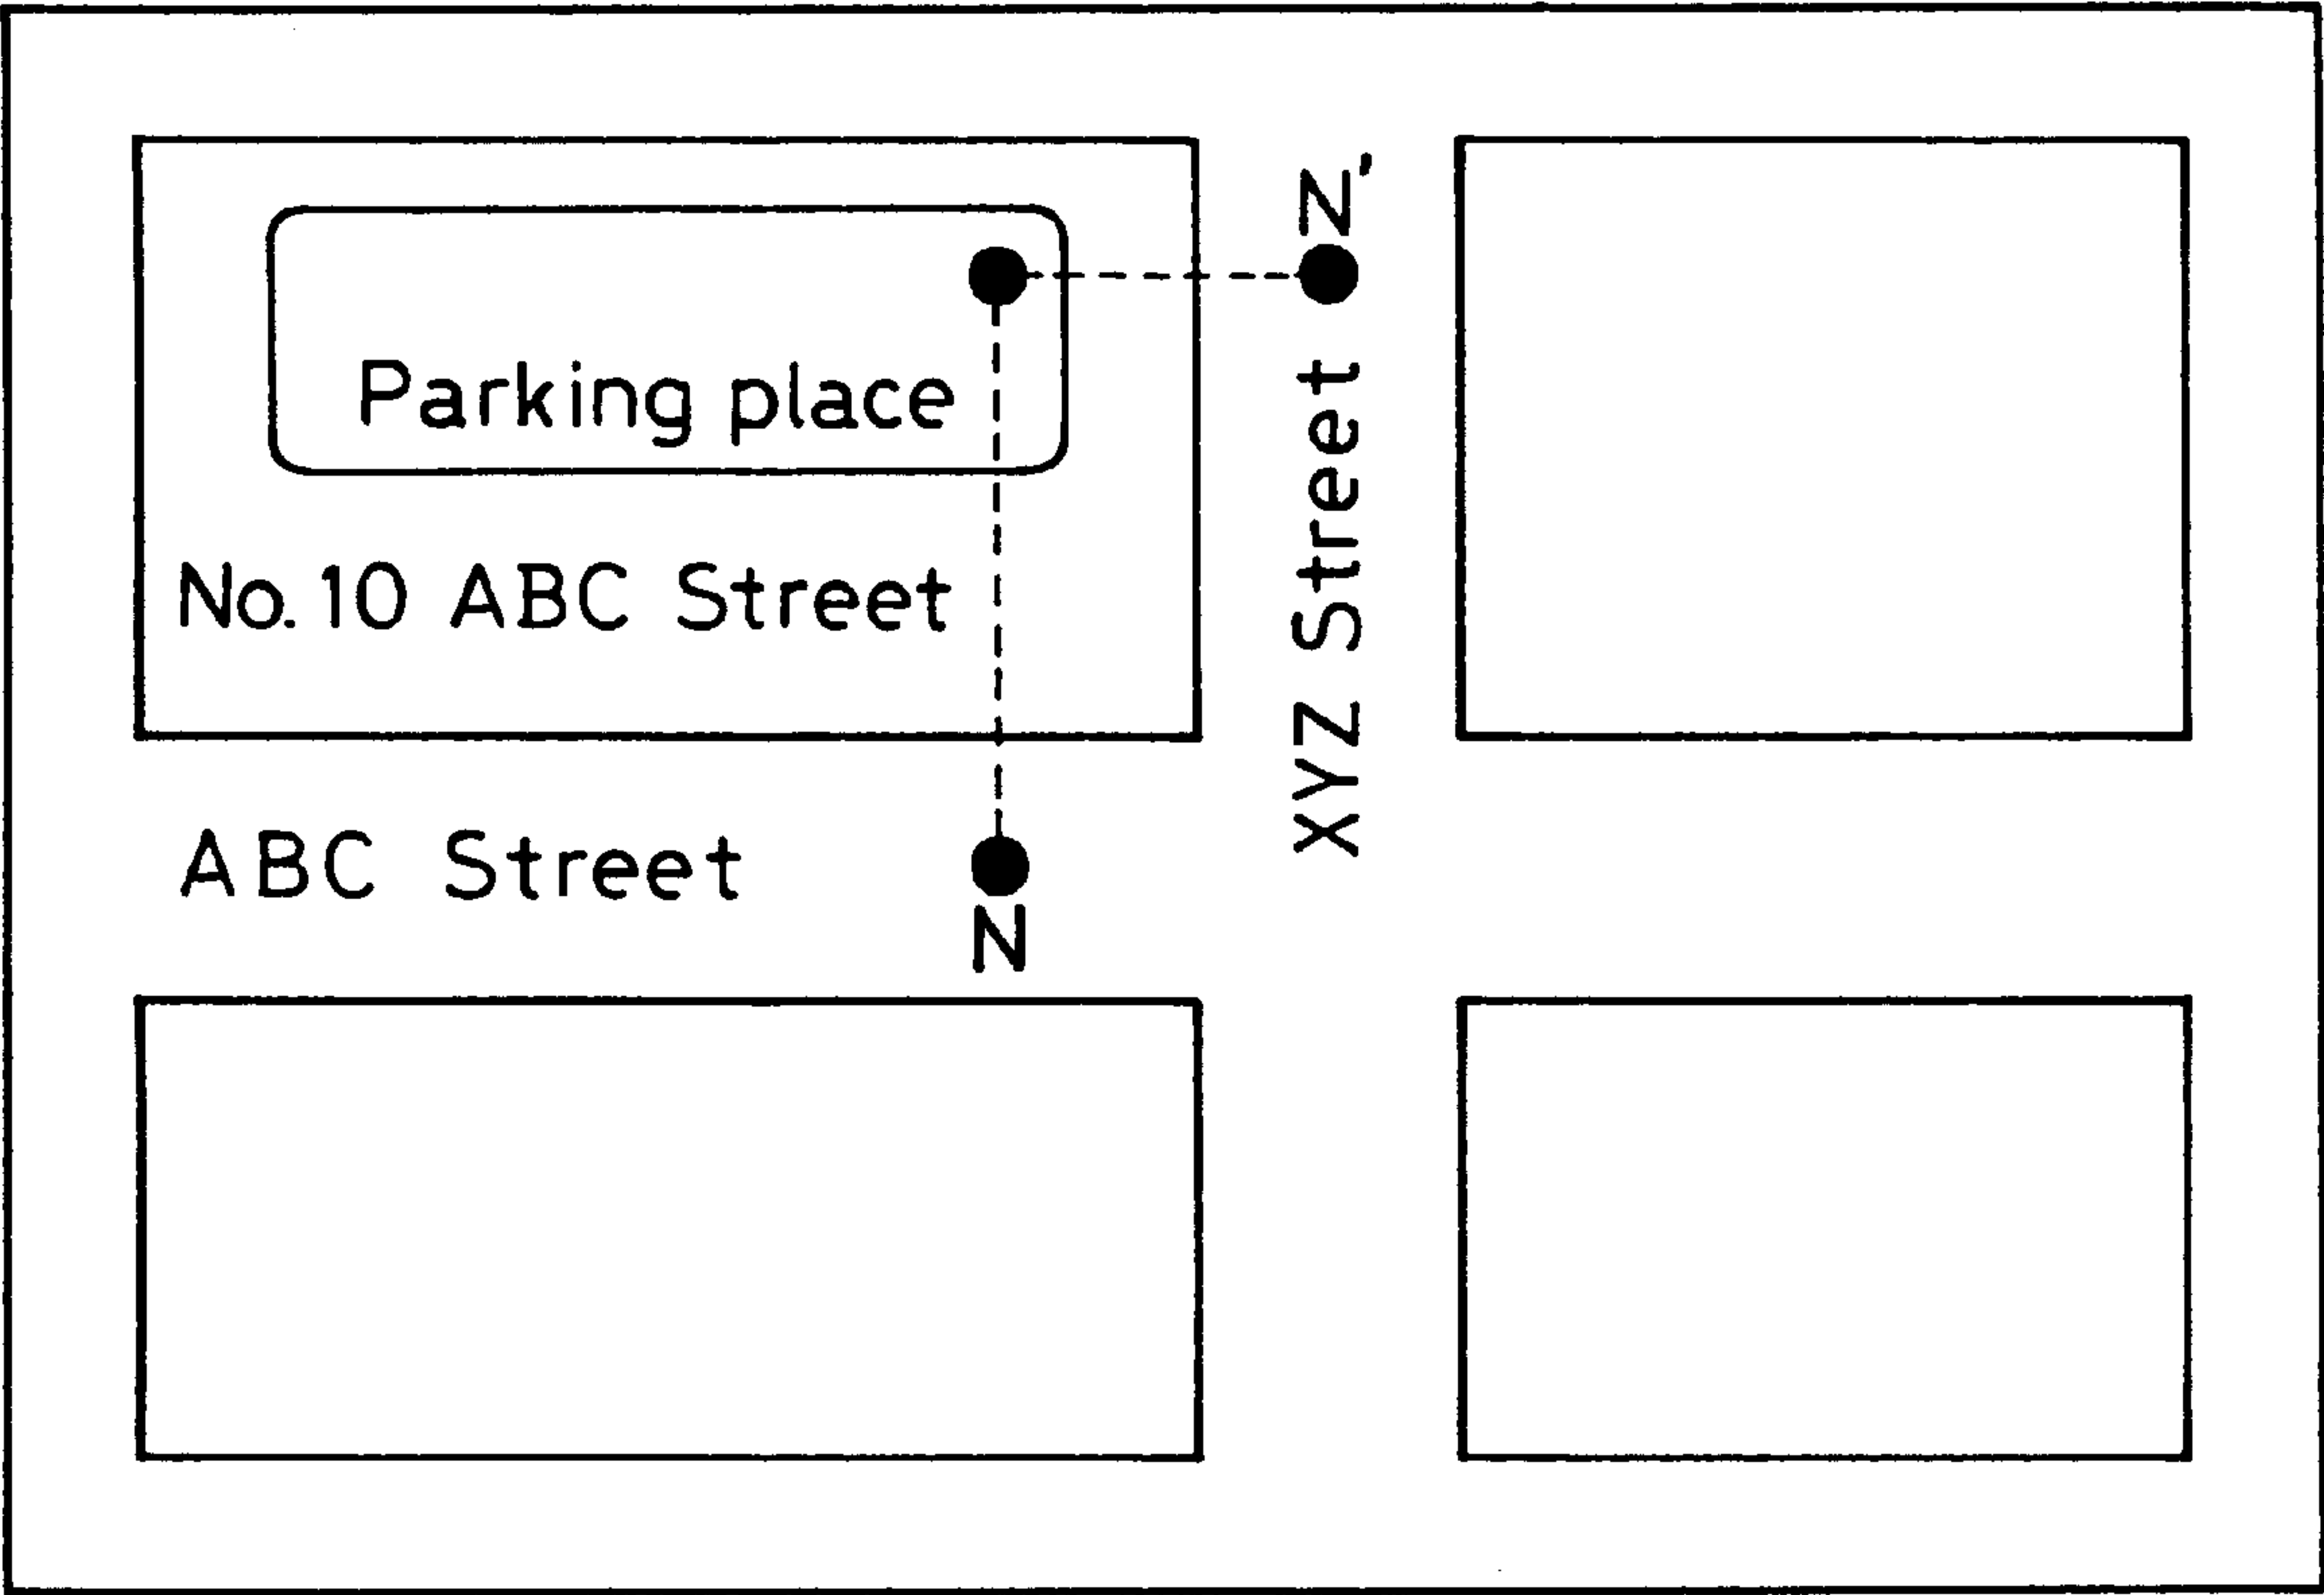 N'
Parking place
No. 10 ABC Street
XYZ Street
ABC Street
N